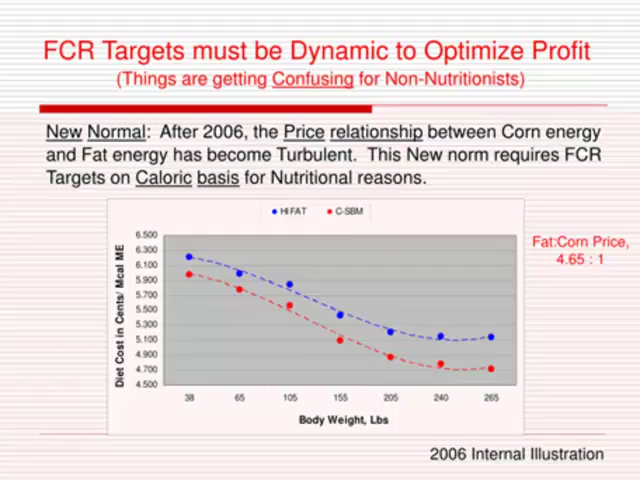 FCR Targets must be Dynamic to Optimize Profit
(Things are getting Confusing for Non-Nutritionists)
New Normal: After 2006, the Price relationship between Corn energy
and Fat energy has become Turbulent. This New norm requires FCR
Targets on Caloric basis for Nutritional reasons.
HIFAT C-SBM
Fat:Corn Price,
4.65 : 1
Diet Cost in Cents/ Mcal ME
6.500
6.300
6.100
5.900
5.700
5.500
5.300
5.100
4.900
4.700
4.500
38 65 105 155 205 240 265
Body Weight, Lbs
2006 Internal Illustration